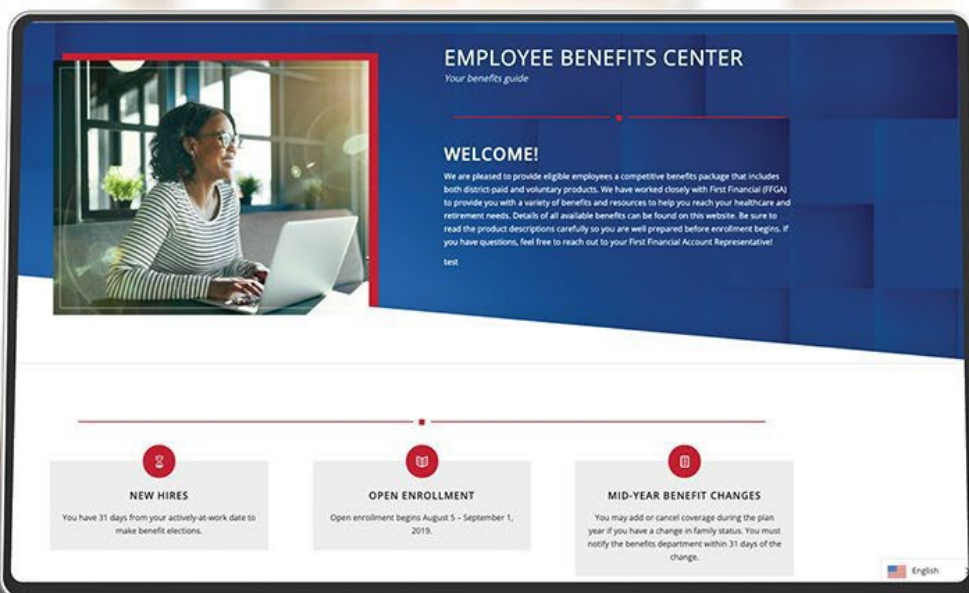 EMPLOYEE BENEFITS CENTER
Your benefits guide
WELCOME!
We are pleased to provide eligible employees a competitive benefits package that includes
both district-paid and voluntary products. We have worked closely with First Financial (FFGA)
to provide you with a variety of benefits and resources to help you reach your healthcare and
retirement needs. Details of all available benefits can be found on this website. Be sure to
read the product descriptions carefully so you are well prepared before enrollment begins. If
you have questions, feel free to reach out to your First Financial Account Representative!
test
NEW HIRES
You have 31 days from your actively-at-work date to
make benefit elections.
OPEN ENROLLMENT
Open enrollment begins August 5 – September 1,
2019.
MID-YEAR BENEFIT CHANGES
You may add or cancel coverage during the plan
year if you have a change in family status. You must
notify the benefits department within 31 days of the
change.
English